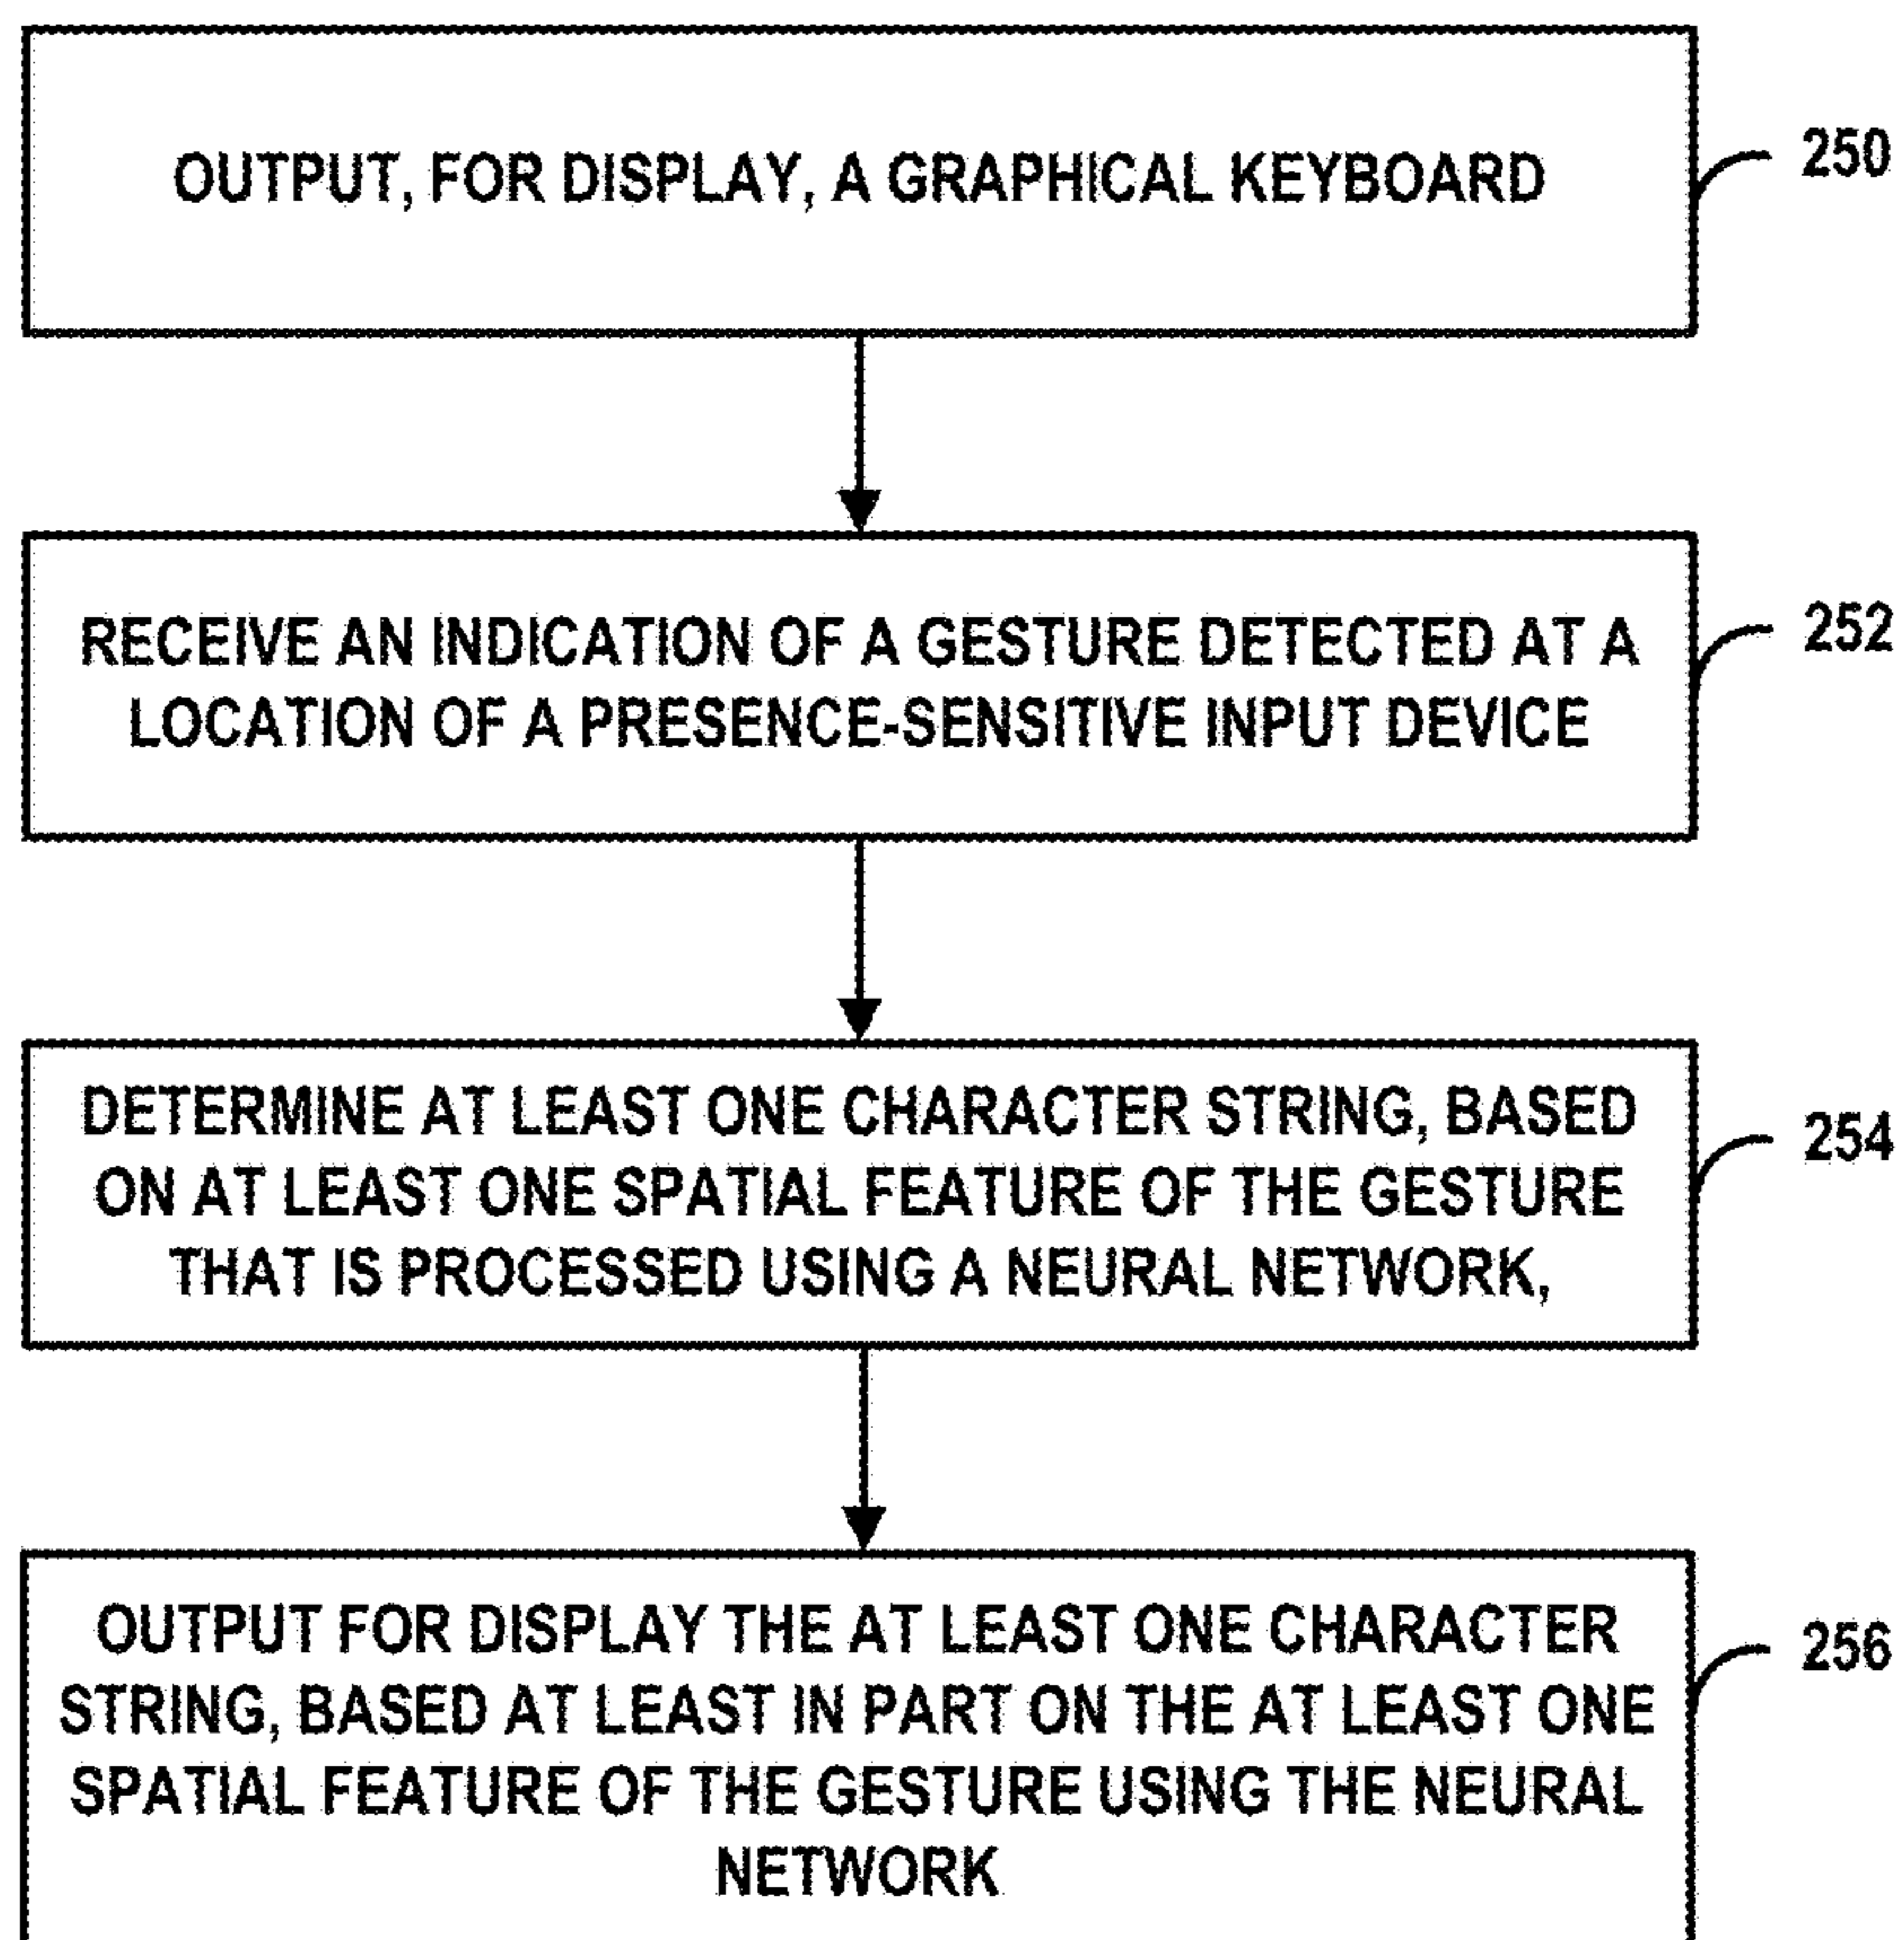 OUTPUT, FOR DISPLAY, A GRAPHICAL KEYBOARD
250
RECEIVE AN INDICATION OF A GESTURE DETECTED AT A
LOCATION OF A PRESENCE-SENSITIVE INPUT DEVICE
252
DETERMINE AT LEAST ONE CHARACTER STRING, BASED
ON AT LEAST ONE SPATIAL FEATURE OF THE GESTURE
THAT IS PROCESSED USING A NEURAL NETWORK,
254
OUTPUT FOR DISPLAY THE AT LEAST ONE CHARACTER
STRING, BASED AT LEAST IN PART ON THE AT LEAST ONE
SPATIAL FEATURE OF THE GESTURE USING THE NEURAL
NETWORK
256